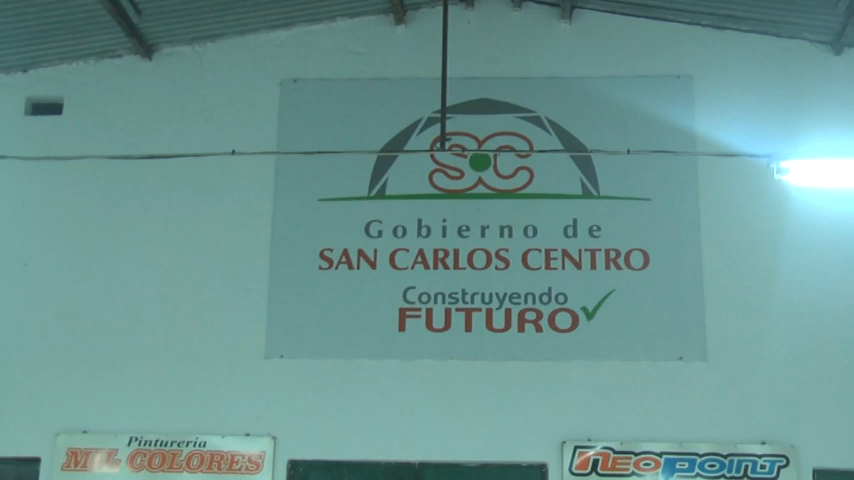 SC
Gobierno de
SAN CARLOS CENTRO
Construyendo
FUTURO
Pinturería
MIL COLORES
NEOPOINT